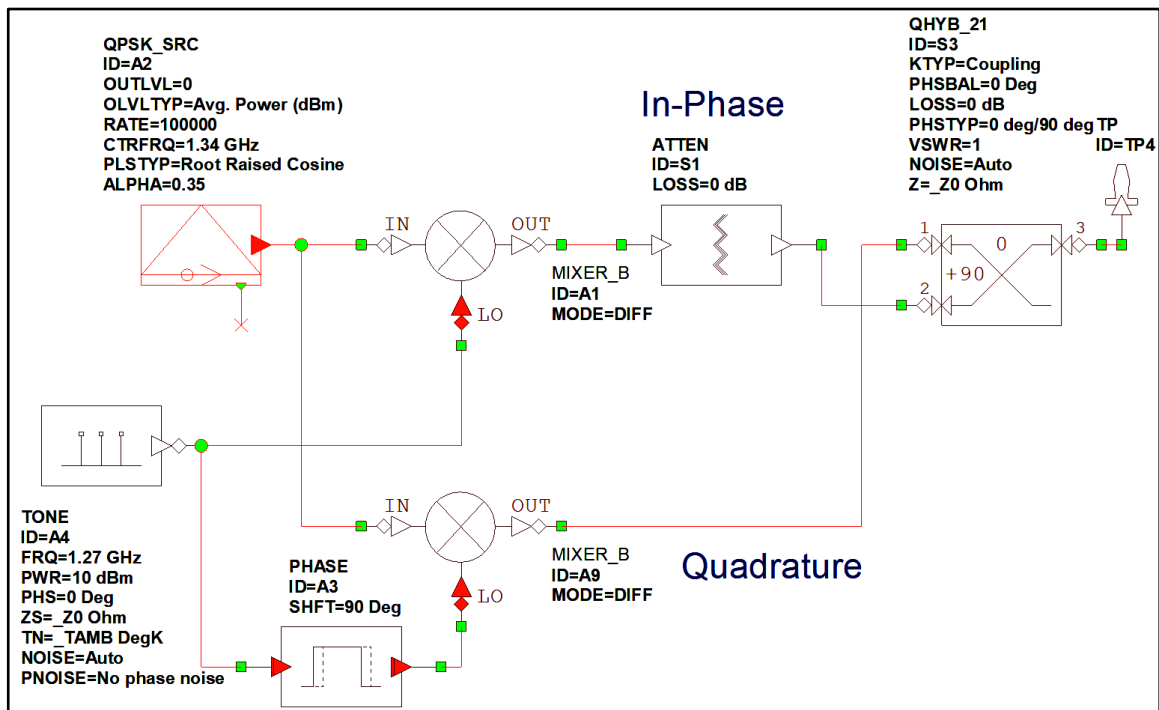 QPSK_SRC
ID=A2
OUTLVL=0
OLVLTYP=Avg. Power (dBm)
RATE=100000
CTRFRQ=1.34 GHz
PLSTYP=Root Raised Cosine
ALPHA=0.35
In-Phase
ATTEN
ID=S1
LOSS=0 dB
QHYB_21
ID=S3
KTYP=Coupling
PHSBAL=0 Deg
LOSS=0 dB
PHSTYP=0 deg/90 deg
VSWR=1
NOISE=Auto
Z=_Z0 Ohm
TP
ID=TP4
IN
OUT
LO
MIXER_B
ID=A1
MODE=DIFF
1
2
3
0
+90
TONE
ID=A4
FRQ=1.27 GHz
PWR=10 dBm
PHS=0 Deg
ZS=_Z0 Ohm
TN=_TAMB DegK
NOISE=Auto
PNOISE=No phase noise
PHASE
ID=A3
SHFT=90 Deg
IN
OUT
LO
MIXER_B
ID=A9
MODE=DIFF
Quadrature